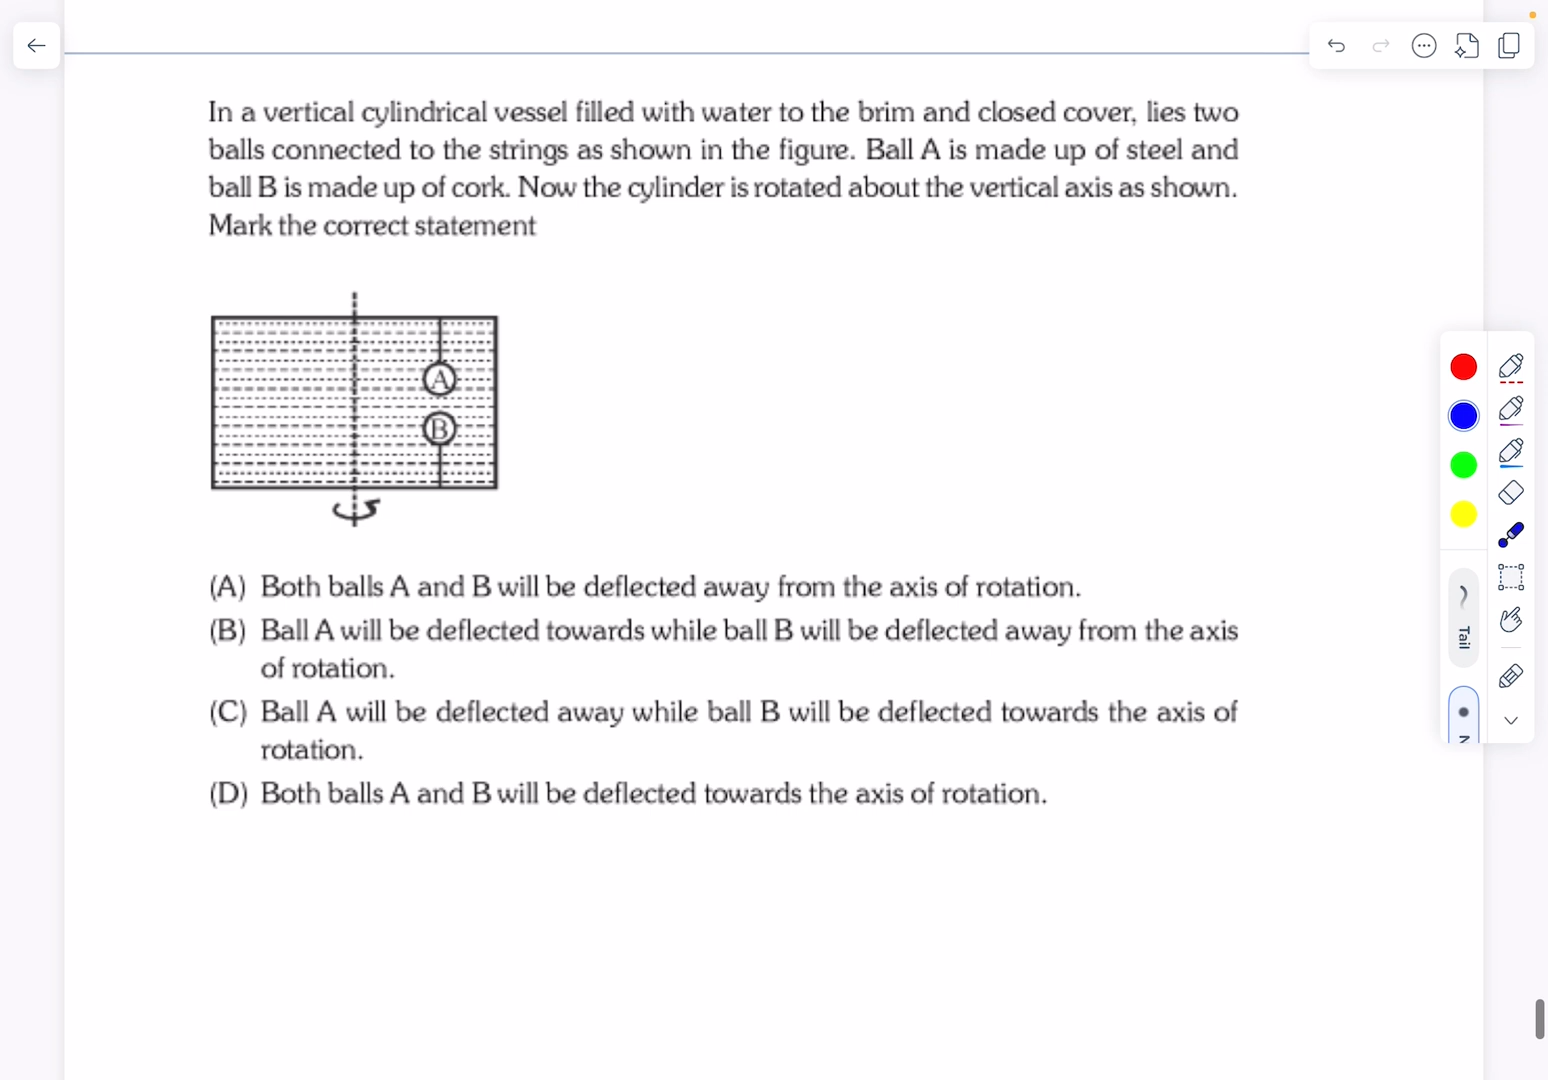 In a vertical cylindrical vessel filled with water to the brim and closed cover, lies two
balls connected to the strings as shown in the figure. Ball A is made up of steel and
ball B is made up of cork. Now the cylinder is rotated about the vertical axis as shown.
Mark the correct statement
A
B
(A) Both balls A and B will be deflected away from the axis of rotation.
(B) Ball A will be deflected towards while ball B will be deflected away from the axis
of rotation.
(C) Ball A will be deflected away while ball B will be deflected towards the axis of
rotation.
(D) Both balls A and B will be deflected towards the axis of rotation.
Tail